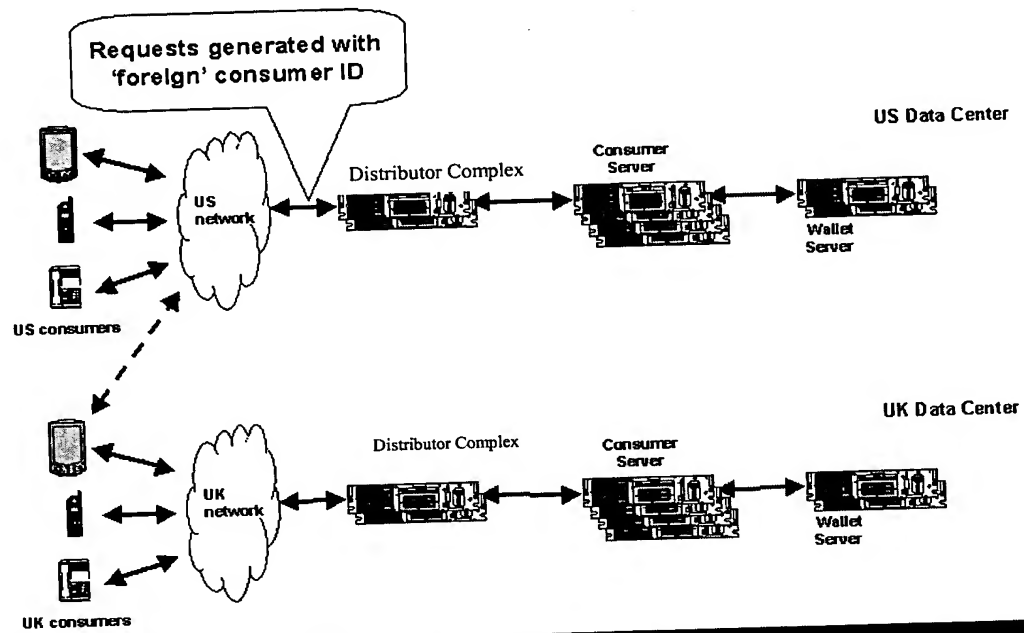 Requests generated with
'foreign' consumer ID
US Data Center
Consumer
Server
Distributor Complex
US
network
Wallet
Server
US consumers
UK Data Center
Consumer
Server
Distributor Complex
UK
network
Wallet
Server
UK consumers